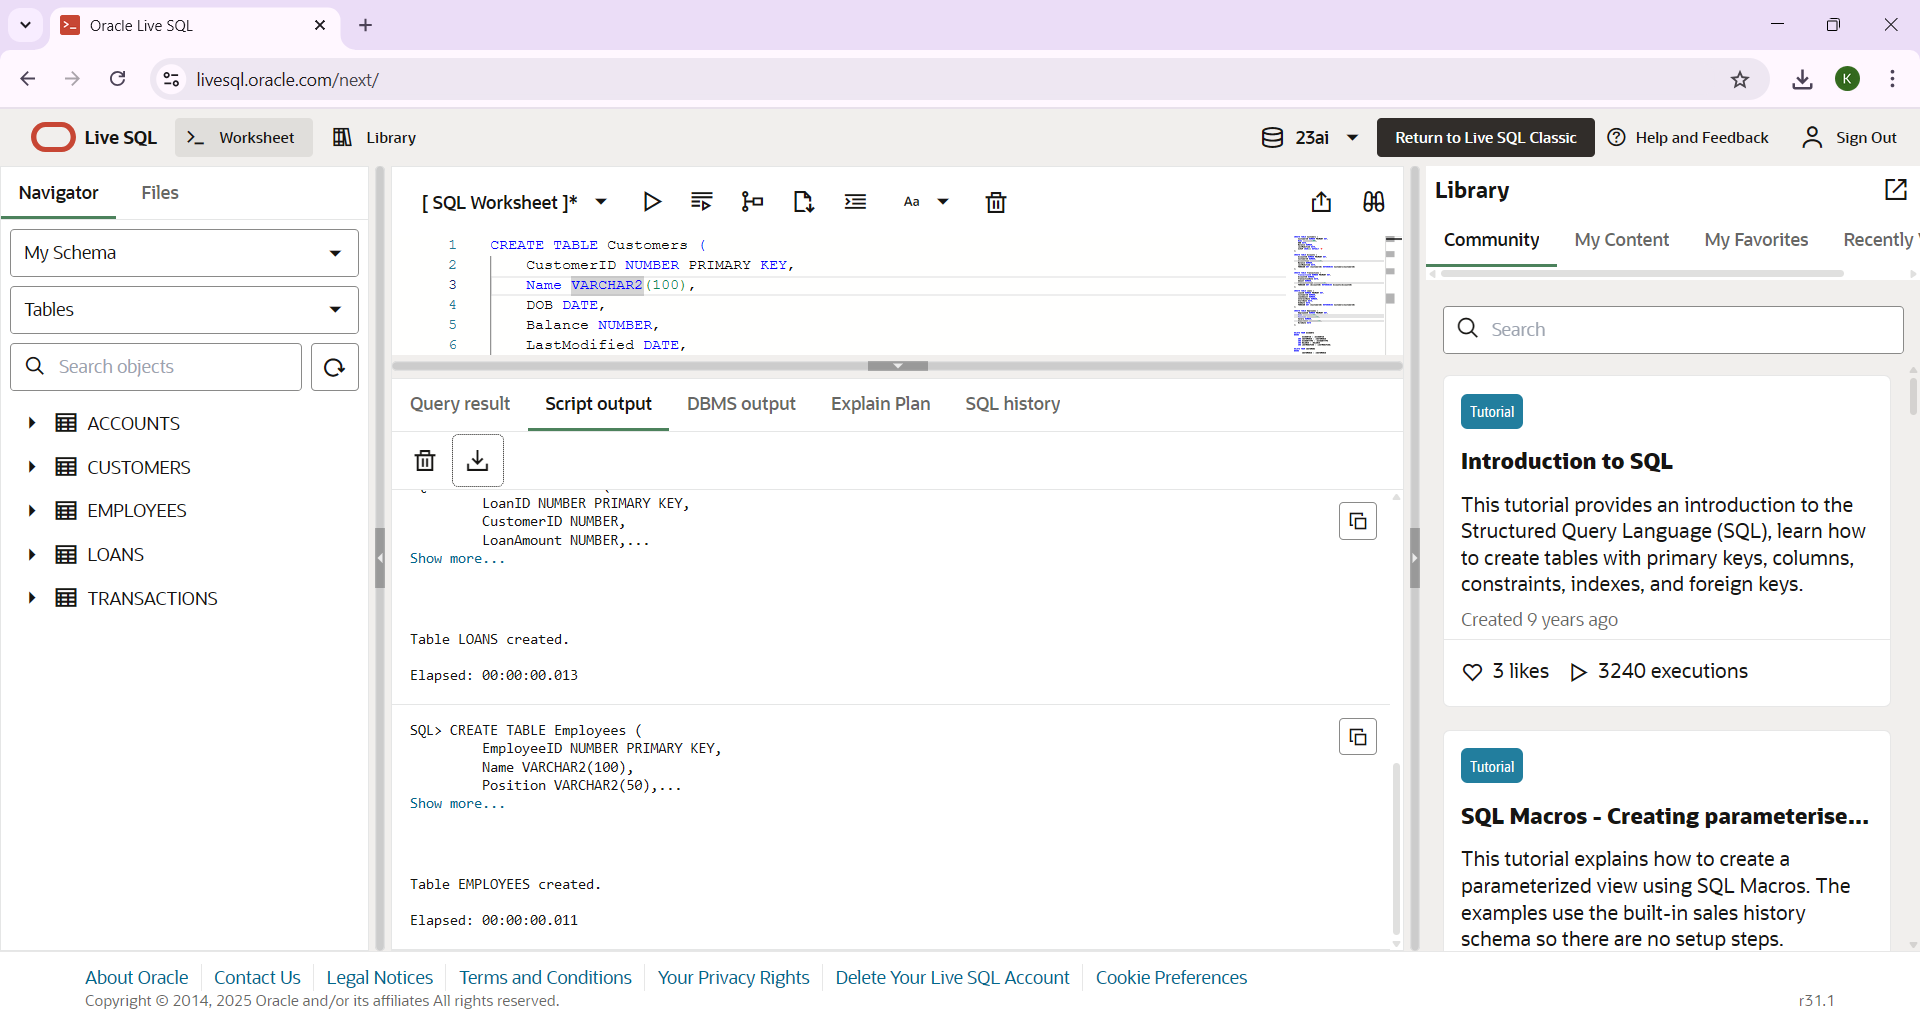 Oracle Live SQL
livesql.oracle.com/next/
K
Live SQL
Worksheet
Library
23ai
Return to Live SQL Classic
Help and Feedback
Sign Out
Navigator
Files
My Schema
Tables
Search objects
ACCOUNTS
CUSTOMERS
EMPLOYEES
LOANS
TRANSACTIONS
[ SQL Worksheet ]*
Aa
1 CREATE TABLE Customers (
2 CustomerID NUMBER PRIMARY KEY,
3 Name VARCHAR2(100),
4 DOB DATE,
5 Balance NUMBER,
6 LastModified DATE,
Query result
Script output
DBMS output
Explain Plan
SQL history
LoanID NUMBER PRIMARY KEY,
CustomerID NUMBER,
LoanAmount NUMBER,...
Show more...
Table LOANS created.
Elapsed: 00:00:00.013
SQL> CREATE TABLE Employees (
EmployeeID NUMBER PRIMARY KEY,
Name VARCHAR2(100),
Position VARCHAR2(50),...
Show more...
Table EMPLOYEES created.
Elapsed: 00:00:00.011
Library
Community
My Content
My Favorites
Recently
Search
Tutorial
Introduction to SQL
This tutorial provides an introduction to the
Structured Query Language (SQL), learn how
to create tables with primary keys, columns,
constraints, indexes, and foreign keys.
Created 9 years ago
3 likes
3240 executions
Tutorial
SQL Macros - Creating parameterise...
This tutorial explains how to create a
parameterized view using SQL Macros. The
examples use the built-in sales history
schema so there are no setup steps.
About Oracle
Contact Us
Legal Notices
Terms and Conditions
Your Privacy Rights
Delete Your Live SQL Account
Cookie Preferences
Copyright © 2014, 2025 Oracle and/or its affiliates All rights reserved.
r31.1